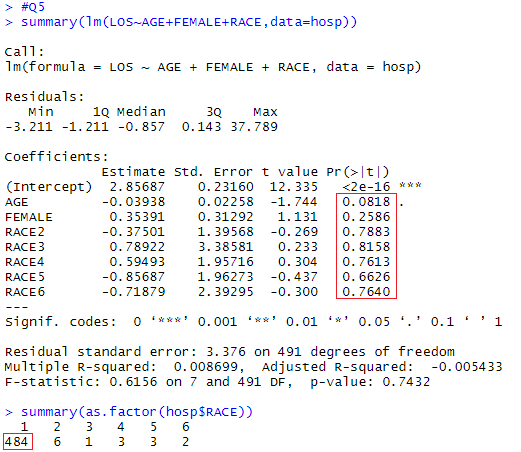 > #Q5
> summary(lm(LOS~AGE+FEMALE+RACE,data=hosp))
Call:
lm(formula = LOS ~ AGE + FEMALE + RACE, data = hosp)
Residuals:
   Min     1Q Median     3Q    Max
-3.211 -1.211 -0.857  0.143 37.789
Coefficients:
            Estimate Std. Error t value Pr(>|t|)
(Intercept)  2.85687    0.23160  12.335   <2e-16 ***
AGE         -0.03938    0.02258  -1.744   0.0818 .
FEMALE       0.35391    0.31292   1.131   0.2586
RACE2       -0.37501    1.39568  -0.269   0.7883
RACE3        0.78922    3.38581   0.233   0.8158
RACE4        0.59493    1.95716   0.304   0.7613
RACE5       -0.85687    1.96273  -0.437   0.6626
RACE6       -0.71879    2.39295  -0.300   0.7640
---
Signif. codes:  0 ‘***’ 0.001 ‘**’ 0.01 ‘*’ 0.05 ‘.’ 0.1 ‘ ’ 1
Residual standard error: 3.376 on 491 degrees of freedom
Multiple R-squared:  0.008699,  Adjusted R-squared:  -0.005433
F-statistic: 0.6156 on 7 and 491 DF,  p-value: 0.7432
> summary(as.factor(hosp$RACE))
  1   2   3   4   5   6
484   6   1   3   3   2